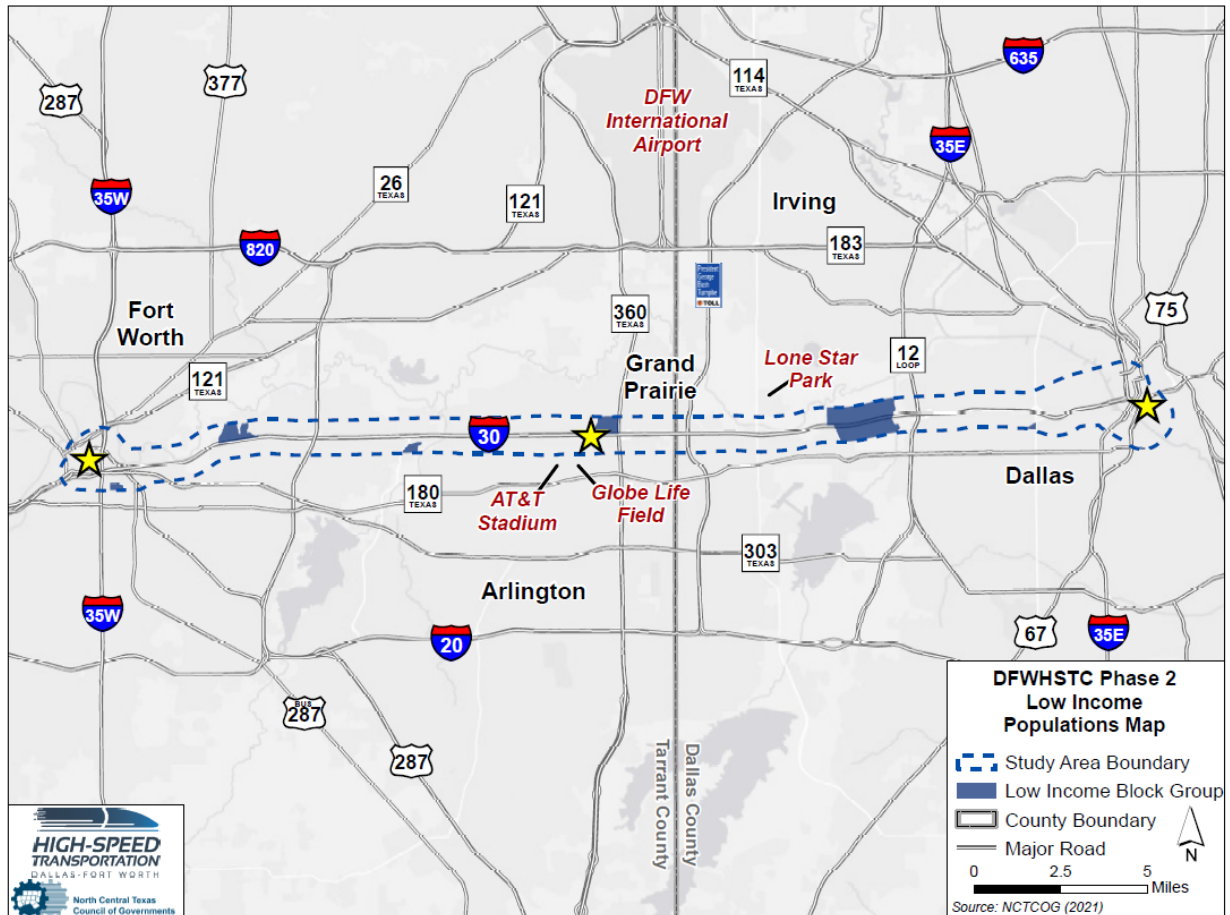 635
114
TEXAS
377
287
DFW
International
Airport
35E
26
TEXAS
35W
121
TEXAS
Irving
820
183
TEXAS
President
George
Bush
Turnpike
TOLL
Fort
Worth
360
TEXAS
75
Grand
Prairie
Lone Star
Park
12
LOOP
121
TEXAS
30
180
TEXAS
AT&T
Stadium
Globe Life
Field
Dallas
303
TEXAS
Arlington
35W
20
67
35E
BUS
287
287
Tarrant County
Dallas County
DFWHSTC Phase 2
Low Income
Populations Map
Study Area Boundary
Low Income Block Group
County Boundary
Major Road
N
0 2.5 5
Miles
Source: NCTCOG (2021)
HIGH-SPEED
TRANSPORTATION
DALLAS-FORT WORTH
North Central Texas
Council of Governments